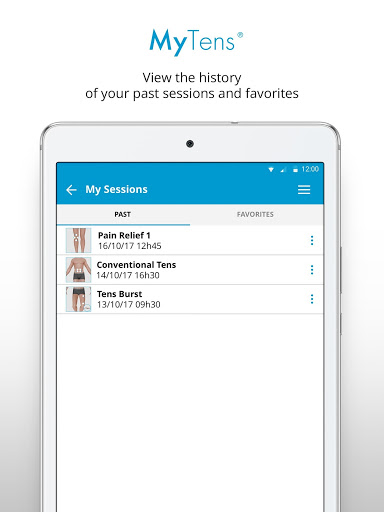 MyTens®
View the history
of your past sessions and favorites
12:00
My Sessions
PAST
FAVORITES
Pain Relief 1
16/10/17 12h45
Conventional Tens
14/10/17 16h30
Tens Burst
13/10/17 09h30